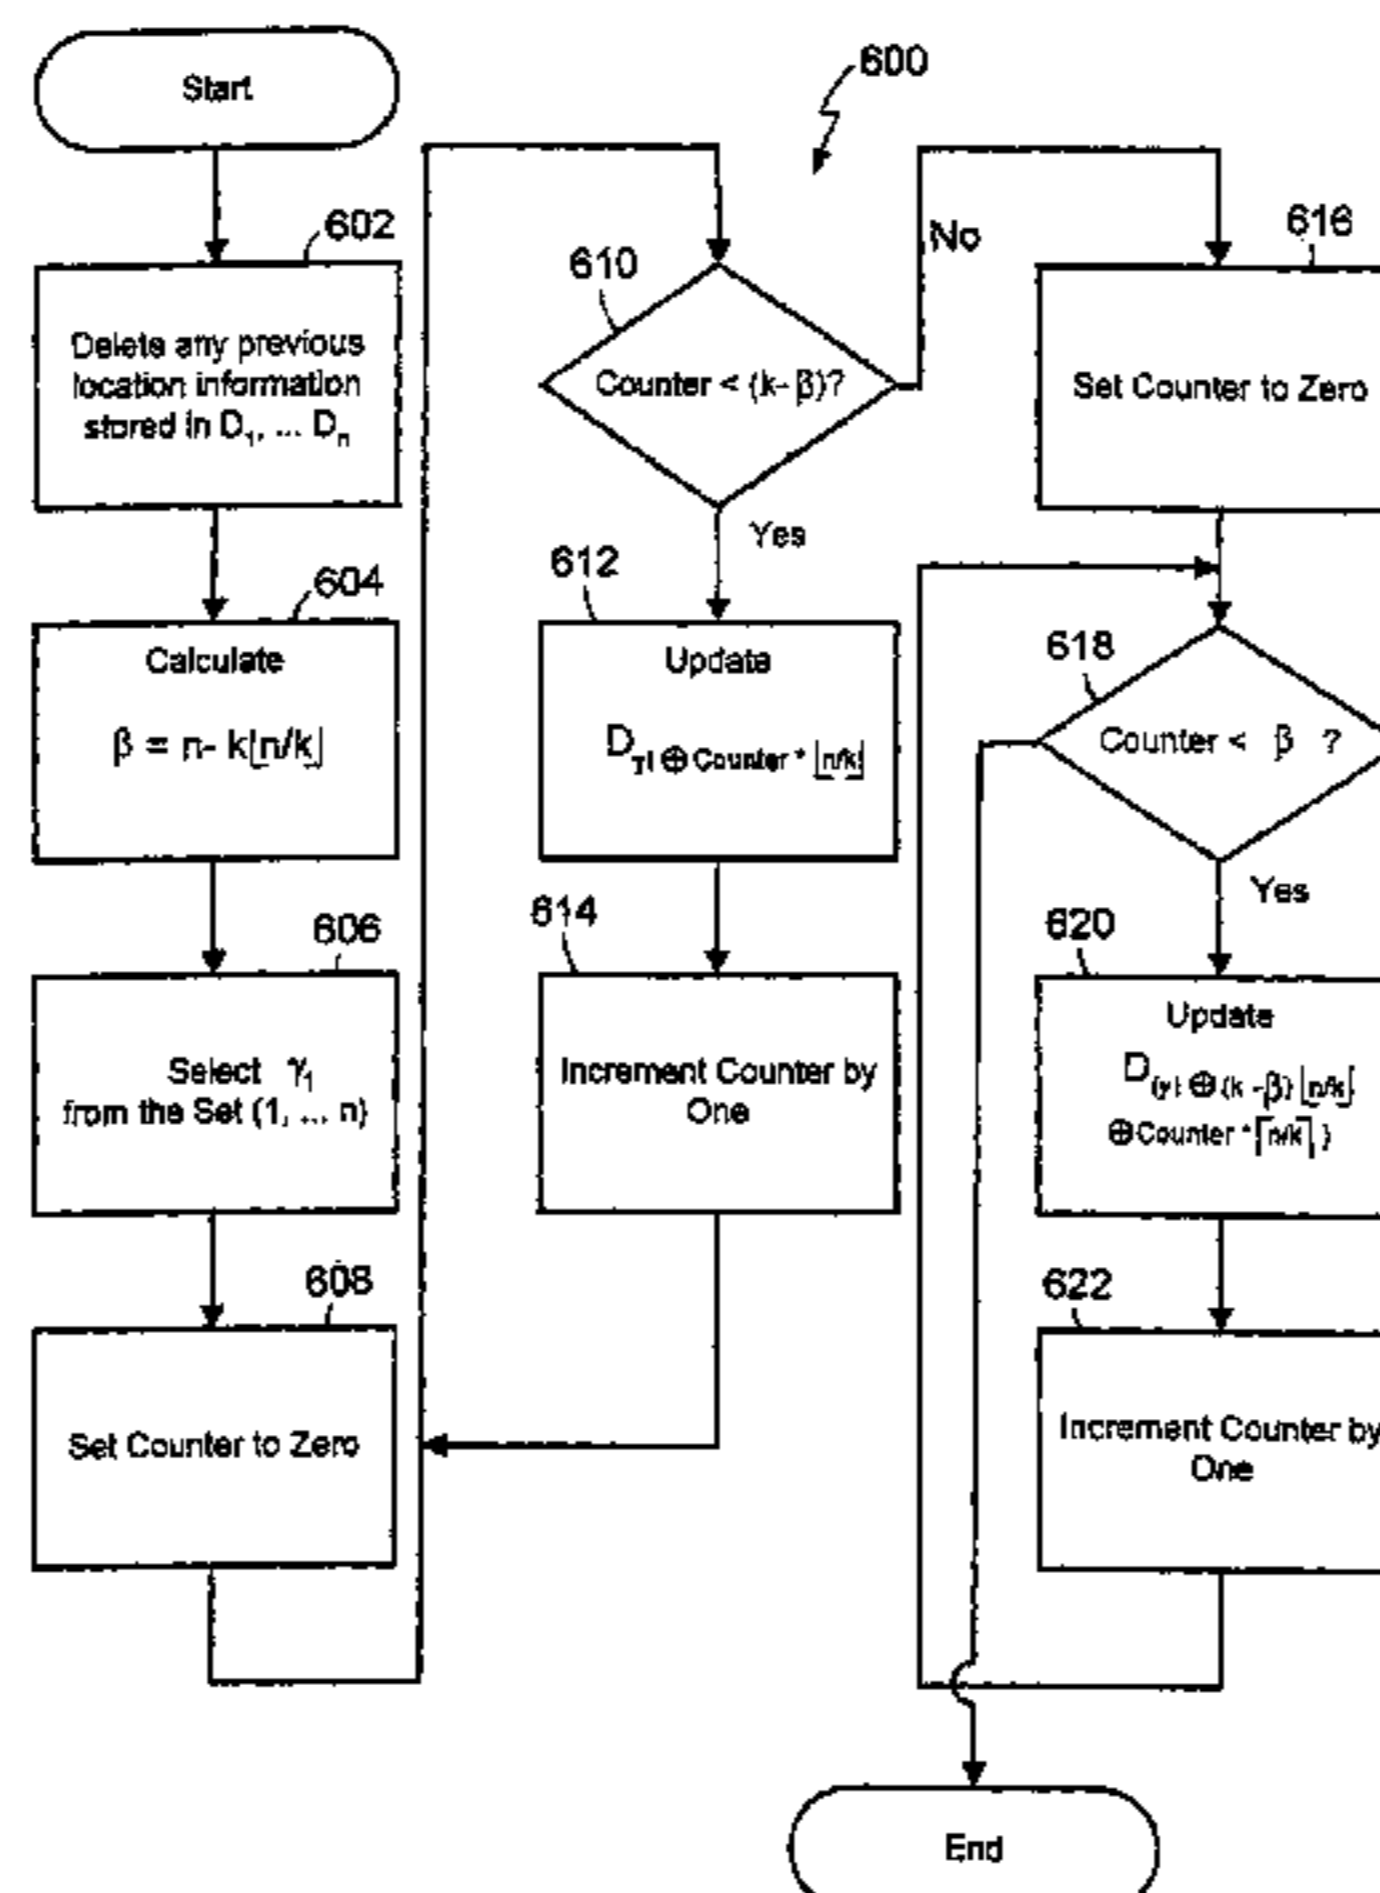 Start
602
Delete any previous
location information
stored in D₁, ... Dₙ
604
Calculate
β = n- k⌊n/k⌋
606
Select γ₁
from the Set (1, ... n)
608
Set Counter to Zero
600
610
Counter < (k- β)?
Yes
No
612
Update
D γ1 ⊕ Counter * ⌊n/k⌋
614
Increment Counter by
One
616
Set Counter to Zero
618
Counter < β ?
Yes
620
Update
D (γ1 ⊕ (k -β) ⌊n/k⌋
⊕ Counter * ⌈n/k⌉ )
622
Increment Counter by
One
End